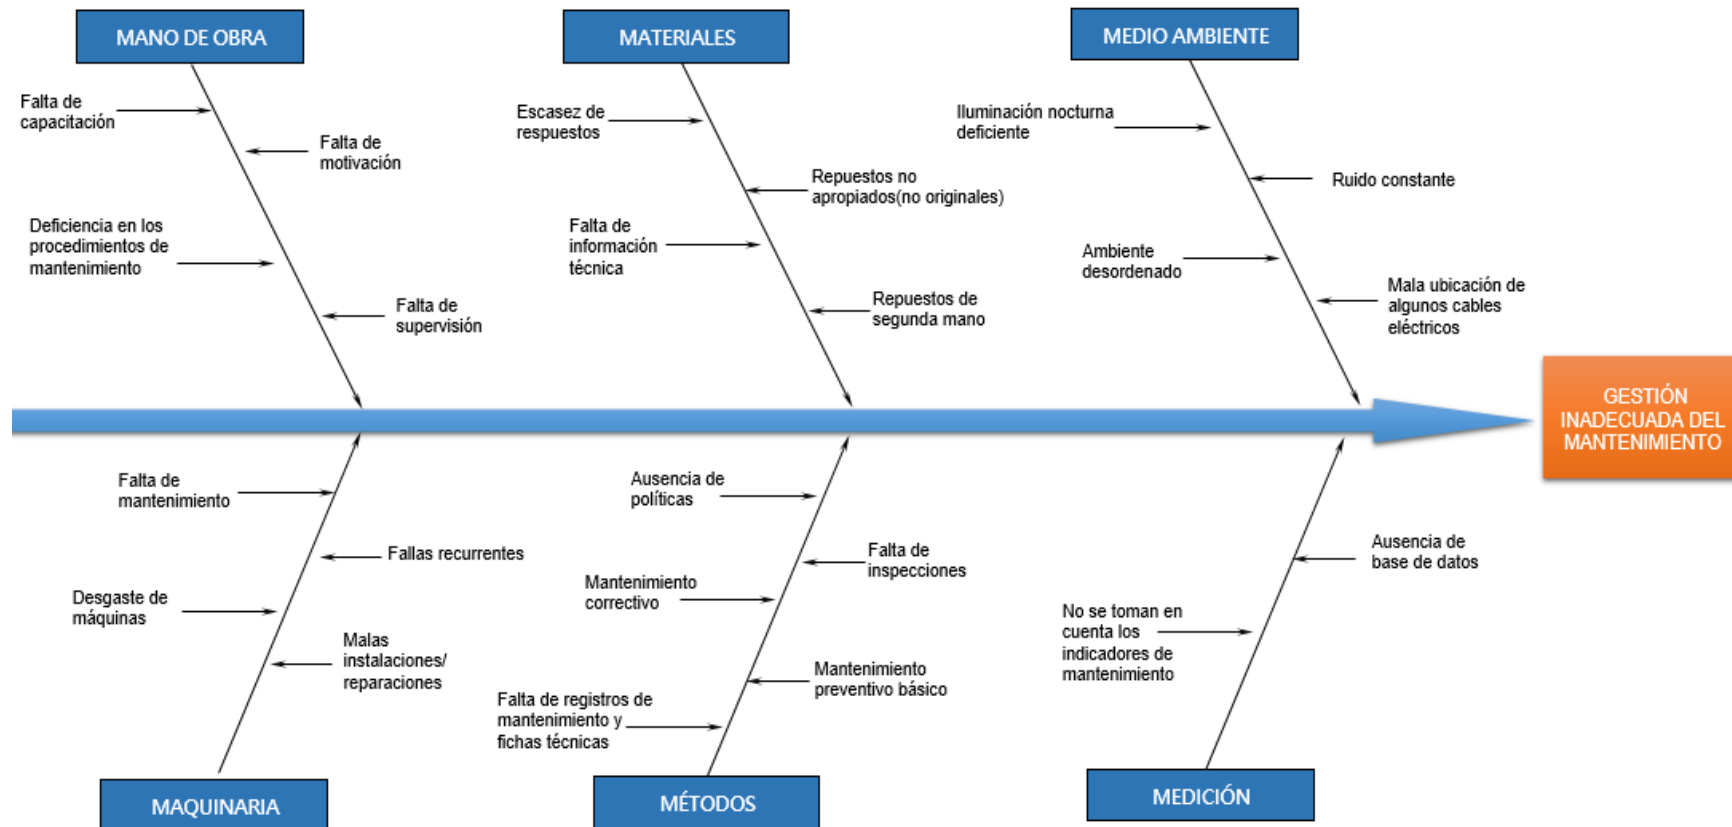 MANO DE OBRA
MATERIALES
MEDIO AMBIENTE
Falta de
capacitación
Falta de
motivación
Deficiencia en los
procedimientos de
mantenimiento
Falta de
supervisión
Escasez de
respuestos
Repuestos no
apropiados(no originales)
Falta de
información
técnica
Repuestos de
segunda mano
Iluminación nocturna
deficiente
Ruido constante
Ambiente
desordenado
Mala ubicación de
algunos cables
eléctricos
GESTIÓN
INADECUADA DEL
MANTENIMIENTO
Falta de
mantenimiento
Fallas recurrentes
Desgaste de
máquinas
Malas
instalaciones/
reparaciones
Ausencia de
políticas
Falta de
inspecciones
Mantenimiento
correctivo
Mantenimiento
preventivo básico
Falta de registros de
mantenimiento y
fichas técnicas
Ausencia de
base de datos
No se toman en
cuenta los
indicadores de
mantenimiento
MAQUINARIA
MÉTODOS
MEDICIÓN